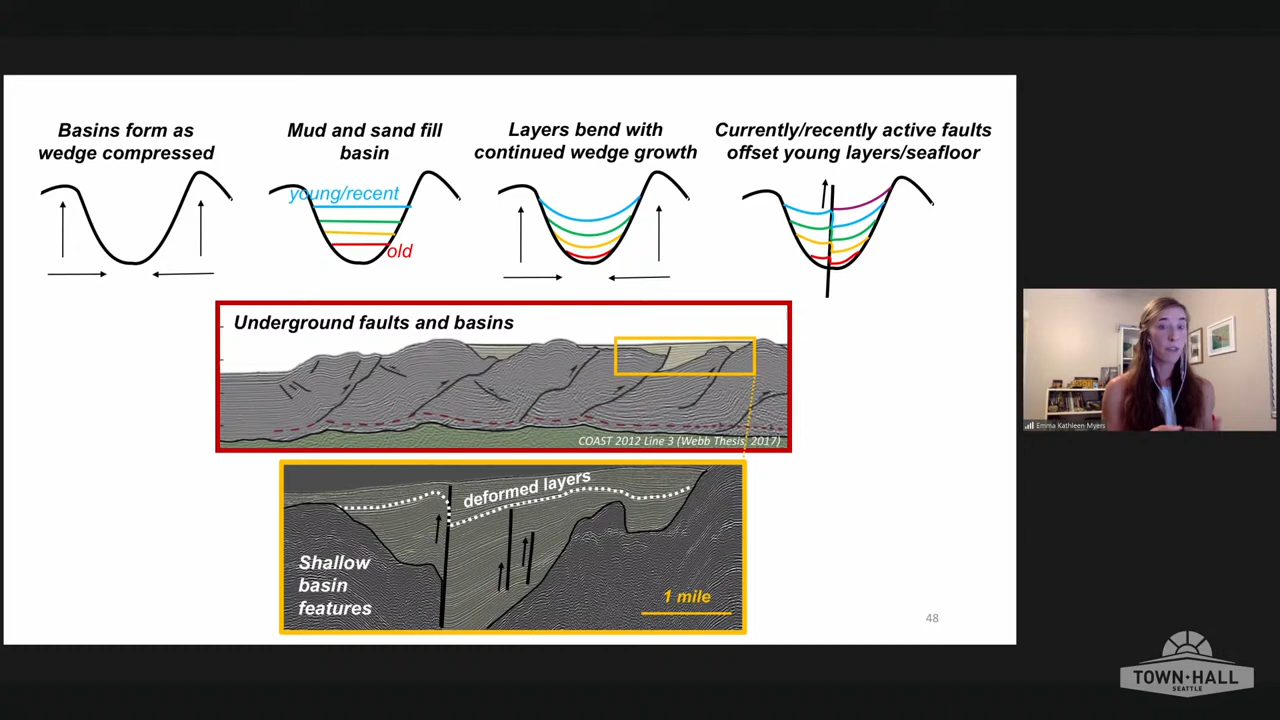 Basins form as
wedge compressed
Mud and sand fill
basin
Layers bend with
continued wedge growth
Currently/recently active faults
offset young layers/seafloor
young/recent
old
Underground faults and basins
COAST 2012 Line 3 (Webb Thesis, 2017)
deformed layers
Shallow
basin
features
1 mile
48
Emma Kathleen Myers
TOWN·HALL
SEATTLE